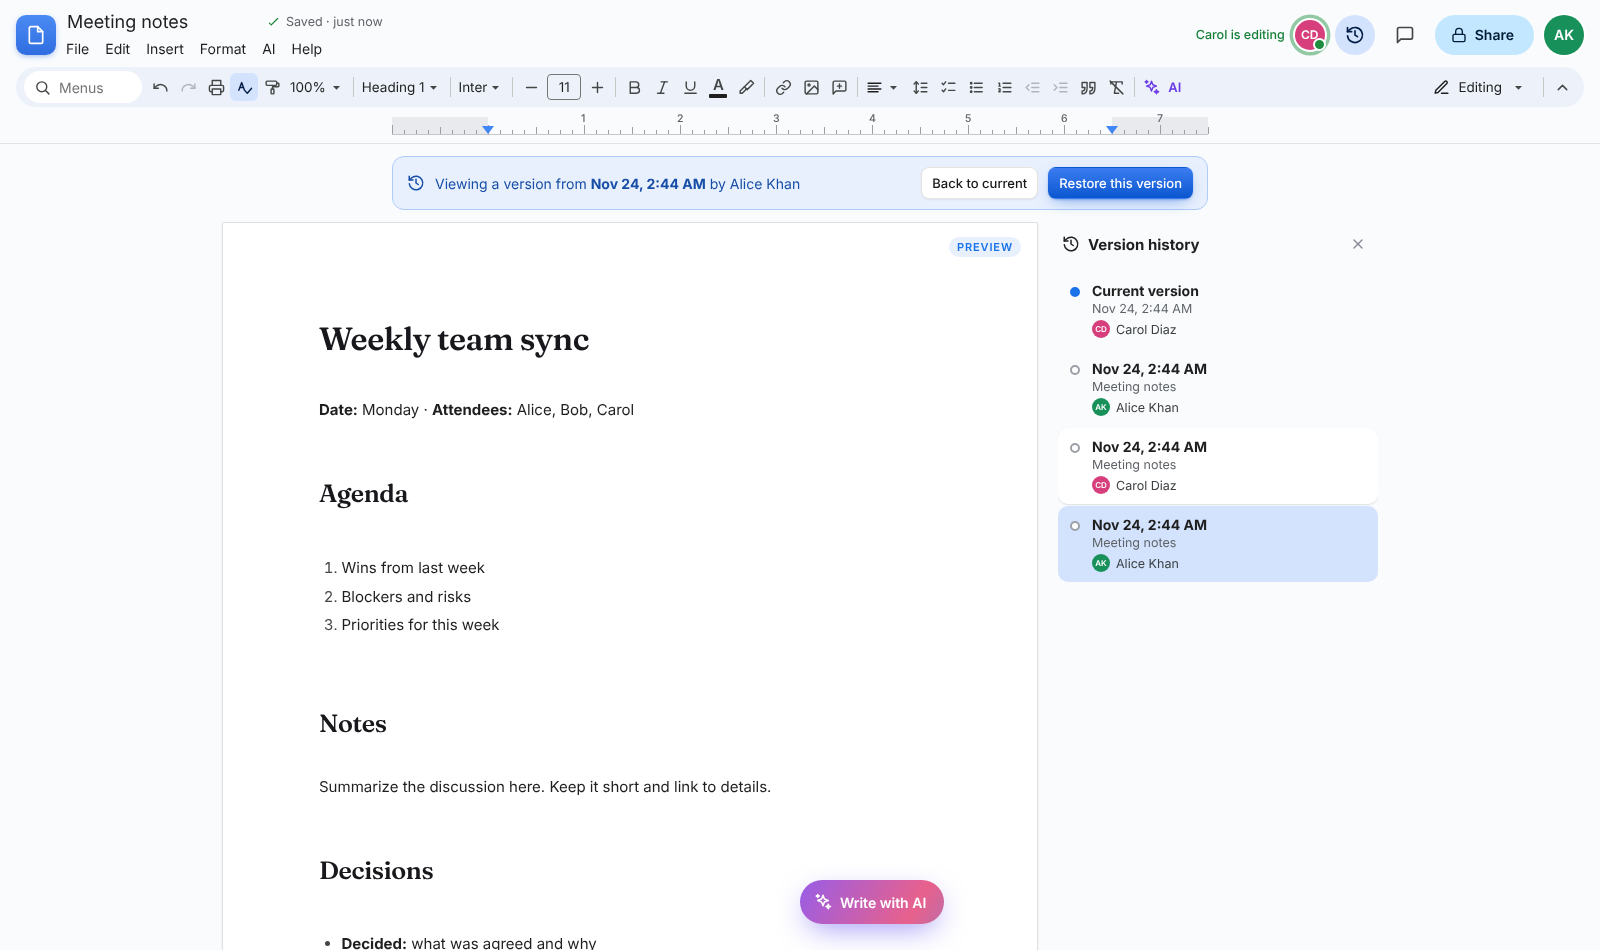 Meeting notes
Saved · just now
File Edit Insert Format AI Help
Carol is editing
CD
Share
AK
Menus
100%
Heading 1
Inter
11
B I U A
AI
Editing
1 2 3 4 5 6 7
Viewing a version from Nov 24, 2:44 AM by Alice Khan
Back to current
Restore this version
PREVIEW
Weekly team sync
Date: Monday · Attendees: Alice, Bob, Carol
Agenda
1. Wins from last week
2. Blockers and risks
3. Priorities for this week
Notes
Summarize the discussion here. Keep it short and link to details.
Decisions
• Decided: what was agreed and why
Write with AI
Version history
Current version
Nov 24, 2:44 AM
CD Carol Diaz
Nov 24, 2:44 AM
Meeting notes
AK Alice Khan
Nov 24, 2:44 AM
Meeting notes
CD Carol Diaz
Nov 24, 2:44 AM
Meeting notes
AK Alice Khan